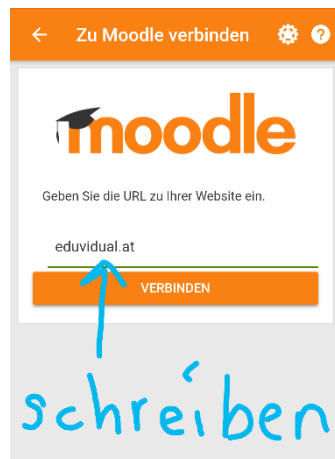 Zu Moodle verbinden
moodle
Geben Sie die URL zu Ihrer Website ein.
eduvidual.at
VERBINDEN
schreiben